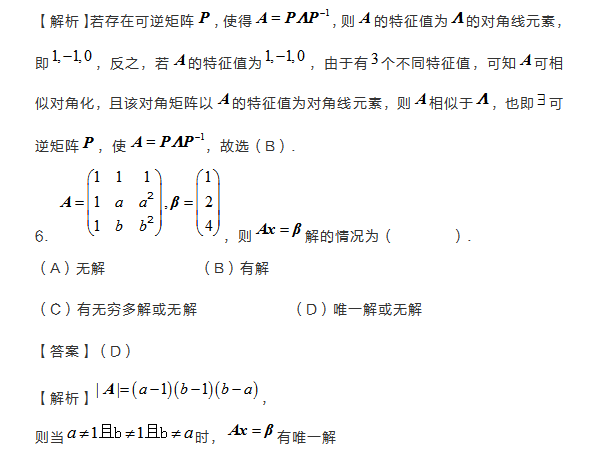 【解析】若存在可逆矩阵 P,使得 A = PΛP⁻¹,则 A 的特征值为 Λ 的对角线元素,
即 1,−1,0 ,反之,若 A 的特征值为 1,−1,0 ,由于有 3 个不同特征值,可知 A 可相
似对角化,且该对角矩阵以 A 的特征值为对角线元素,则 A 相似于 Λ,也即 ∃ 可
逆矩阵 P ,使 A = PΛP⁻¹,故选(B).
6. A = (1 1 1; 1 a a²; 1 b b²), β = (1; 2; 4) ,则 Ax = β 解的情况为( ).
(A)无解 (B)有解
(C)有无穷多解或无解 (D)唯一解或无解
【答案】(D)
【解析】| A |= (a−1)(b−1)(b−a) ,
则当 a ≠ 1且b ≠ 1且b ≠ a 时, Ax = β 有唯一解